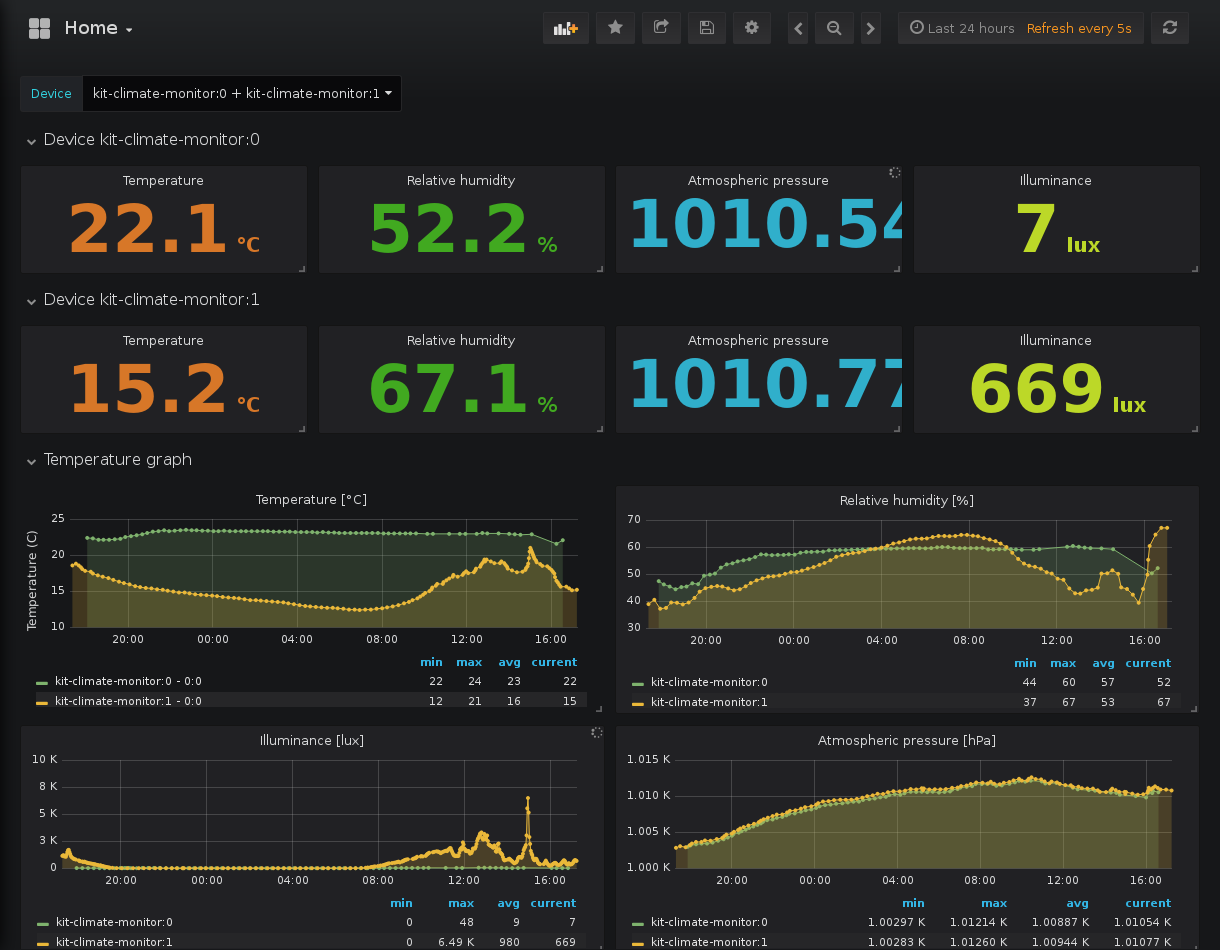 Home
Last 24 hours Refresh every 5s
Device kit-climate-monitor:0 + kit-climate-monitor:1
Device kit-climate-monitor:0
Temperature Relative humidity Atmospheric pressure Illuminance
22.1 °C 52.2 % 1010.54 7 lux
Device kit-climate-monitor:1
Temperature Relative humidity Atmospheric pressure Illuminance
15.2 °C 67.1 % 1010.77 669 lux
Temperature graph
Temperature [°C]
Temperature (C)
25
20
15
10
20:00 00:00 04:00 08:00 12:00 16:00
min max avg current
kit-climate-monitor:0 - 0:0 22 24 23 22
kit-climate-monitor:1 - 0:0 12 21 16 15
Relative humidity [%]
70
60
50
40
30
20:00 00:00 04:00 08:00 12:00 16:00
min max avg current
kit-climate-monitor:0 44 60 57 52
kit-climate-monitor:1 37 67 53 67
Illuminance [lux]
10 K
8 K
5 K
3 K
0
20:00 00:00 04:00 08:00 12:00 16:00
min max avg current
kit-climate-monitor:0 0 48 9 7
kit-climate-monitor:1 0 6.49 K 980 669
Atmospheric pressure [hPa]
1.015 K
1.010 K
1.005 K
1.000 K
20:00 00:00 04:00 08:00 12:00 16:00
min max avg current
kit-climate-monitor:0 1.00297 K 1.01214 K 1.00887 K 1.01054 K
kit-climate-monitor:1 1.00283 K 1.01260 K 1.00944 K 1.01077 K